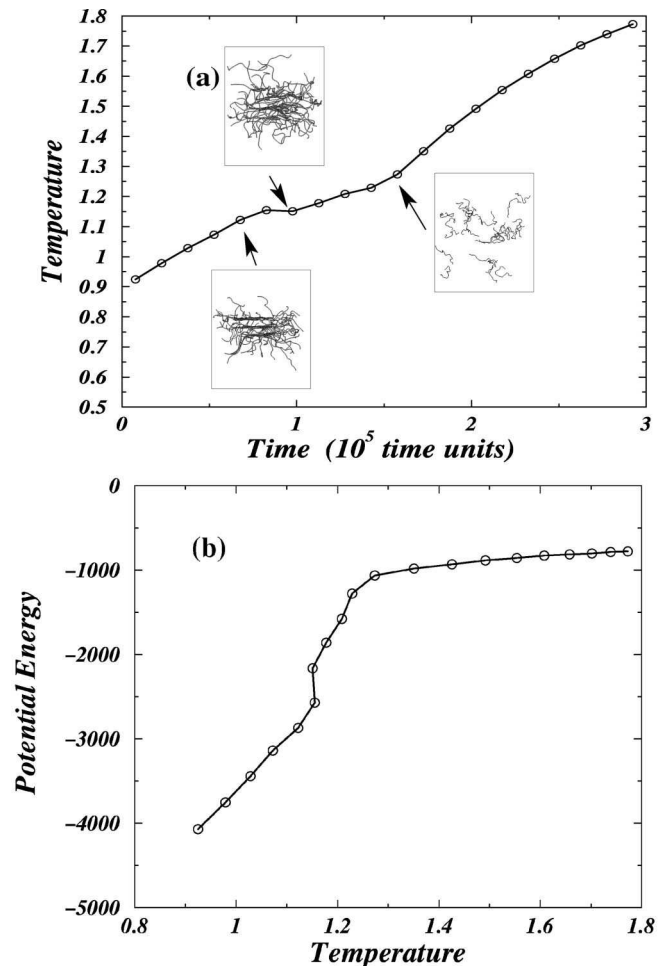 1.8
1.7
1.6
1.5
1.4
1.3
1.2
1.1
1
0.9
0.8
0.7
0.6
0.5
Temperature
(a)
0 1 2 3
Time (10⁵ time units)
0
−1000
−2000
−3000
−4000
−5000
Potential Energy
(b)
0.8 1 1.2 1.4 1.6 1.8
Temperature